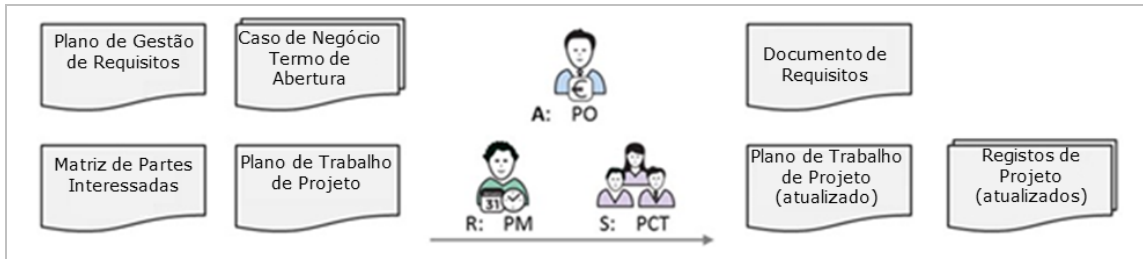 Plano de Gestão
de Requisitos
Caso de Negócio
Termo de
Abertura
€
A: PO
Documento de
Requisitos
Matriz de Partes
Interessadas
Plano de Trabalho
de Projeto
31
R: PM
S: PCT
Plano de Trabalho
de Projeto
(atualizado)
Registos de
Projeto
(atualizados)